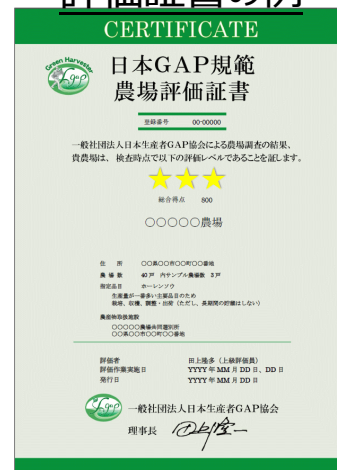 評価証書の例
CERTIFICATE
Green Harvester
gap
日本GAP規範
農場評価証書
登録番号 00-00000
一般社団法人日本生産者GAP協会による農場調査の結果、
貴農場は、検査時点で以下の評価レベルであることを証します。
総合得点 800
○○○○○農場
住 所 ○○県○○市○○町○○番地
農 場 数 40戸 内サンプル農場数 3戸
指定品目 ホーレンソウ
生産量が一番多い主要品目のため
栽培、収穫、調整・出荷(ただし、長期間の貯蔵はしない)
農産物取扱施設
○○○○○農場共同選別所
○○県○○市○○町○○番地
評価者 田上隆多(上級評価員)
評価作業実施日 YYYY年MM月DD日、DD日
発行日 YYYY年MM月DD日
gap
一般社団法人日本生産者GAP協会
理事長